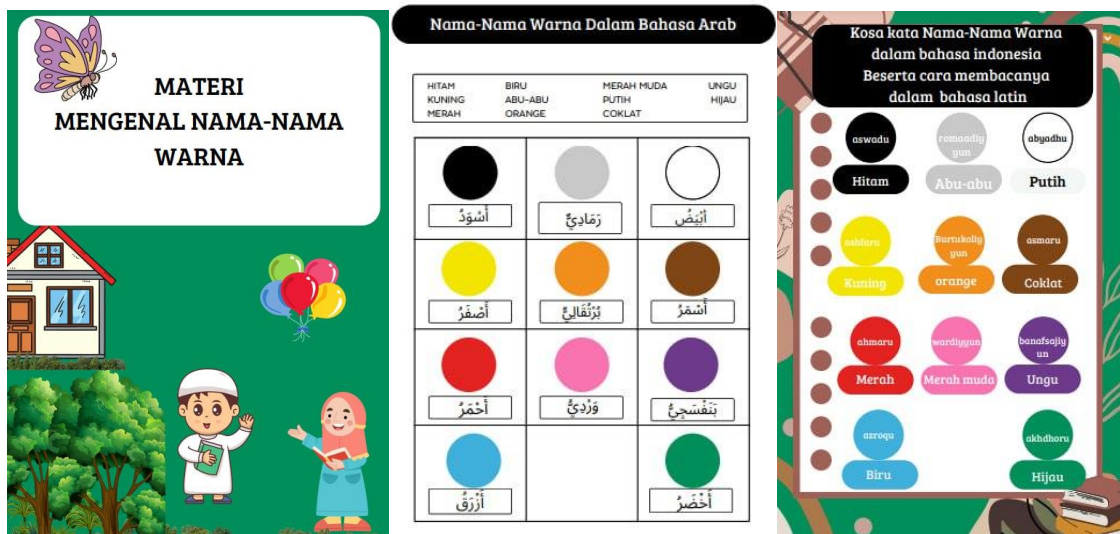 MATERI
MENGENAL NAMA-NAMA
WARNA
Nama-Nama Warna Dalam Bahasa Arab
HITAM BIRU MERAH MUDA UNGU
KUNING ABU-ABU PUTIH HIJAU
MERAH ORANGE COKLAT
أَسْوَدُ رَمَادِيٌّ أَبْيَضُ
أَصْفَرُ بُرْتُقَالِيٌّ أَسْمَرُ
أَحْمَرُ وَرْدِيٌّ بَنَفْسَجِيٌّ
أَزْرَقُ أَخْضَرُ
Kosa kata Nama-Nama Warna
dalam bahasa indonesia
Beserta cara membacanya
dalam bahasa latin
aswadu romaadiy
yun abyadhu
Hitam Abu-abu Putih
ashfaru Burtukoliy
yun asmaru
Kuning orange Coklat
ahmaru wardiyyun banafsajiy
un
Merah Merah muda Ungu
azroqu akhdhoru
Biru Hijau